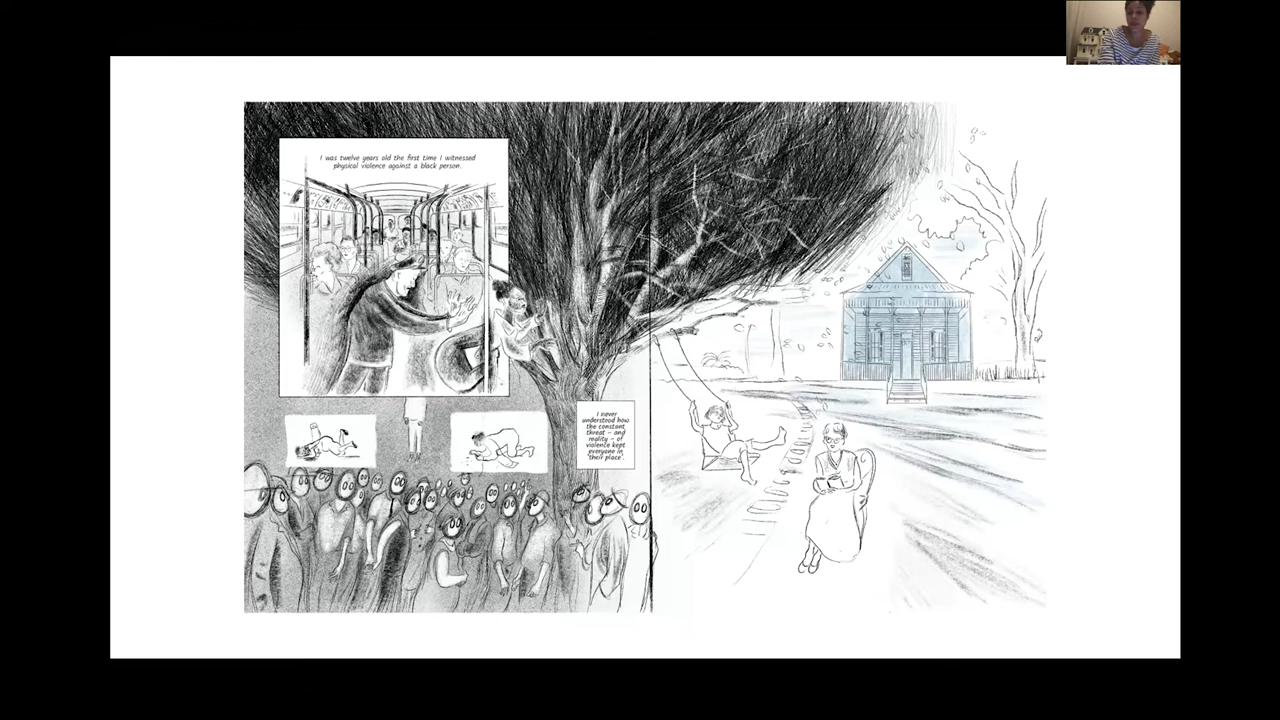 I was twelve years old the first time I witnessed
physical violence against a black person.
I never
understood how
the constant
threat – and
reality – of
violence kept
everyone in
'their place'.